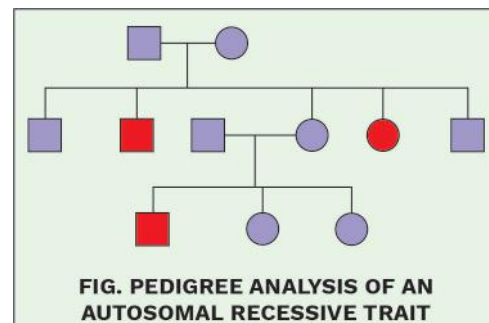 FIG. PEDIGREE ANALYSIS OF AN
AUTOSOMAL RECESSIVE TRAIT